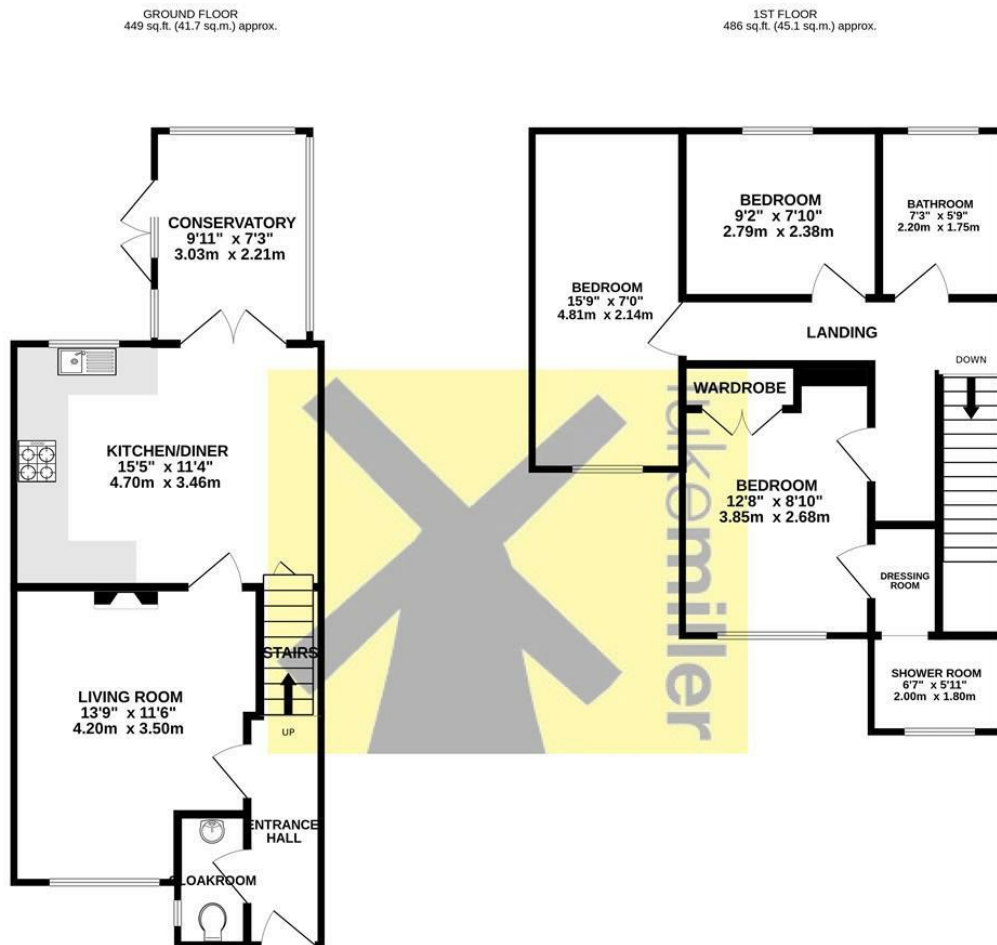 GROUND FLOOR
449 sq.ft. (41.7 sq.m.) approx.
1ST FLOOR
486 sq.ft. (45.1 sq.m.) approx.
CONSERVATORY
9'11" x 7'3"
3.03m x 2.21m
KITCHEN/DINER
15'5" x 11'4"
4.70m x 3.46m
LIVING ROOM
13'9" x 11'6"
4.20m x 3.50m
STAIRS
UP
ENTRANCE
HALL
CLOAKROOM
BEDROOM
15'9" x 7'0"
4.81m x 2.14m
BEDROOM
9'2" x 7'10"
2.79m x 2.38m
BATHROOM
7'3" x 5'9"
2.20m x 1.75m
LANDING
DOWN
WARDROBE
BEDROOM
12'8" x 8'10"
3.85m x 2.68m
DRESSING
ROOM
SHOWER ROOM
6'7" x 5'11"
2.00m x 1.80m
lukemiller